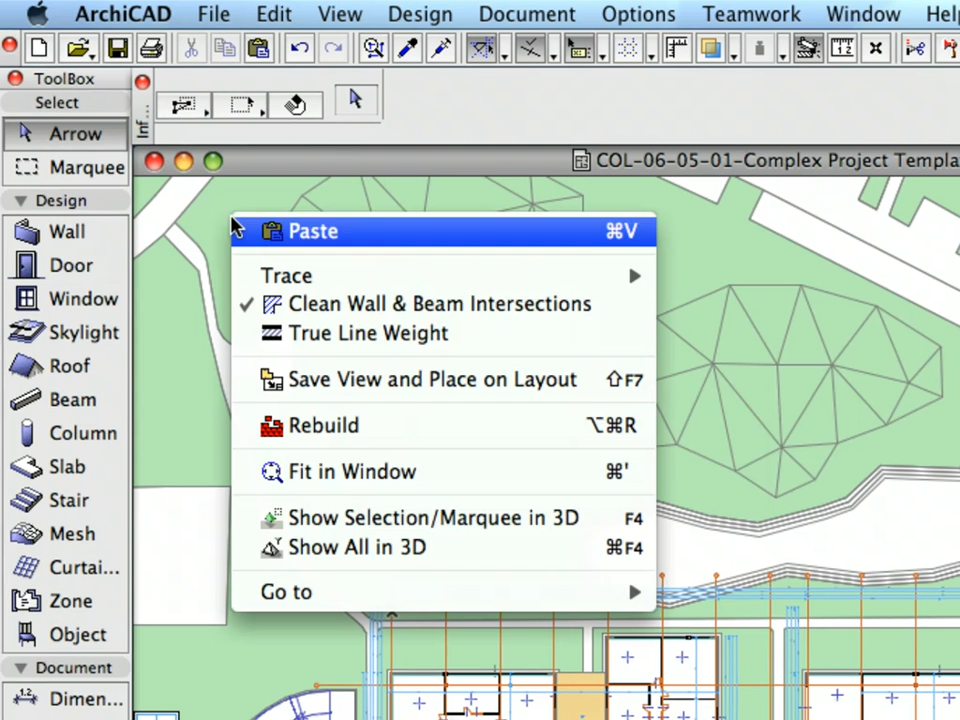 ArchiCAD File Edit View Design Document Options Teamwork Window Help
ToolBox
Inf...
Select
Arrow
Marquee
COL-06-05-01-Complex Project Templa
Design
Wall
Door
Window
Skylight
Roof
Beam
Column
Slab
Stair
Mesh
Curtai...
Zone
Object
Document
Dimen...
Paste ⌘V
Trace
Clean Wall & Beam Intersections
True Line Weight
Save View and Place on Layout ⇧F7
Rebuild ⌥⌘R
Fit in Window ⌘'
Show Selection/Marquee in 3D F4
Show All in 3D ⌘F4
Go to